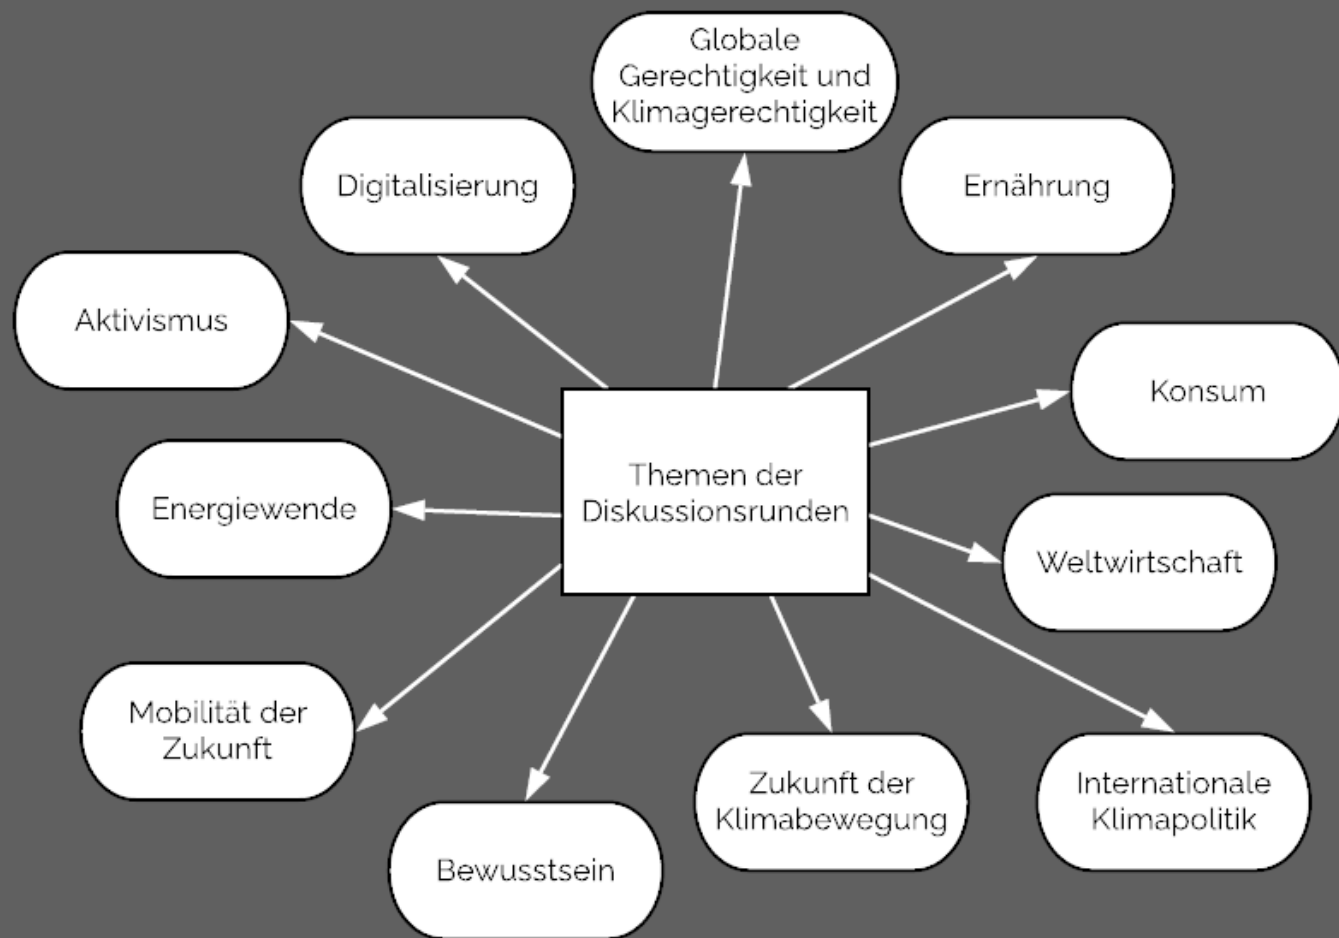 Globale
Gerechtigkeit und
Klimagerechtigkeit
Digitalisierung
Ernährung
Aktivismus
Konsum
Themen der
Diskussionsrunden
Energiewende
Weltwirtschaft
Mobilität der
Zukunft
Zukunft der
Klimabewegung
Internationale
Klimapolitik
Bewusstsein